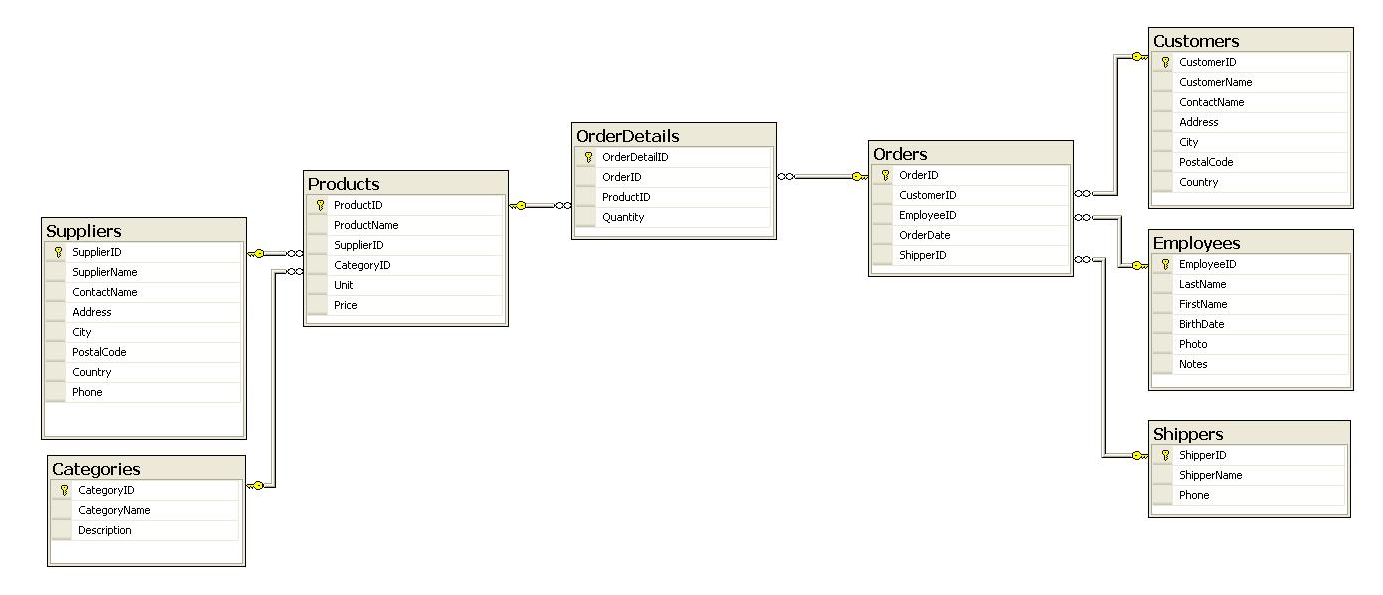 Suppliers
SupplierID
SupplierName
ContactName
Address
City
PostalCode
Country
Phone
Categories
CategoryID
CategoryName
Description
Products
ProductID
ProductName
SupplierID
CategoryID
Unit
Price
OrderDetails
OrderDetailID
OrderID
ProductID
Quantity
Orders
OrderID
CustomerID
EmployeeID
OrderDate
ShipperID
Customers
CustomerID
CustomerName
ContactName
Address
City
PostalCode
Country
Employees
EmployeeID
LastName
FirstName
BirthDate
Photo
Notes
Shippers
ShipperID
ShipperName
Phone